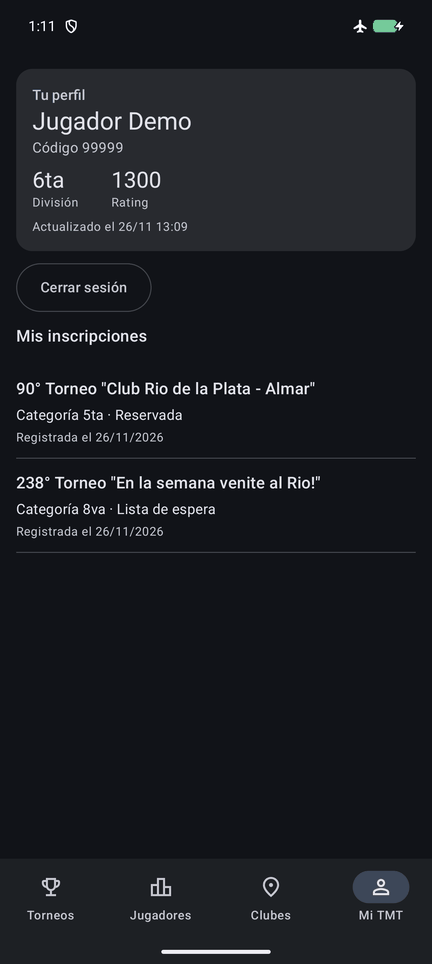 1:11
Tu perfil
Jugador Demo
Código 99999
6ta 1300
División Rating
Actualizado el 26/11 13:09
Cerrar sesión
Mis inscripciones
90° Torneo "Club Rio de la Plata - Almar"
Categoría 5ta · Reservada
Registrada el 26/11/2026
238° Torneo "En la semana venite al Rio!"
Categoría 8va · Lista de espera
Registrada el 26/11/2026
Torneos Jugadores Clubes Mi TMT